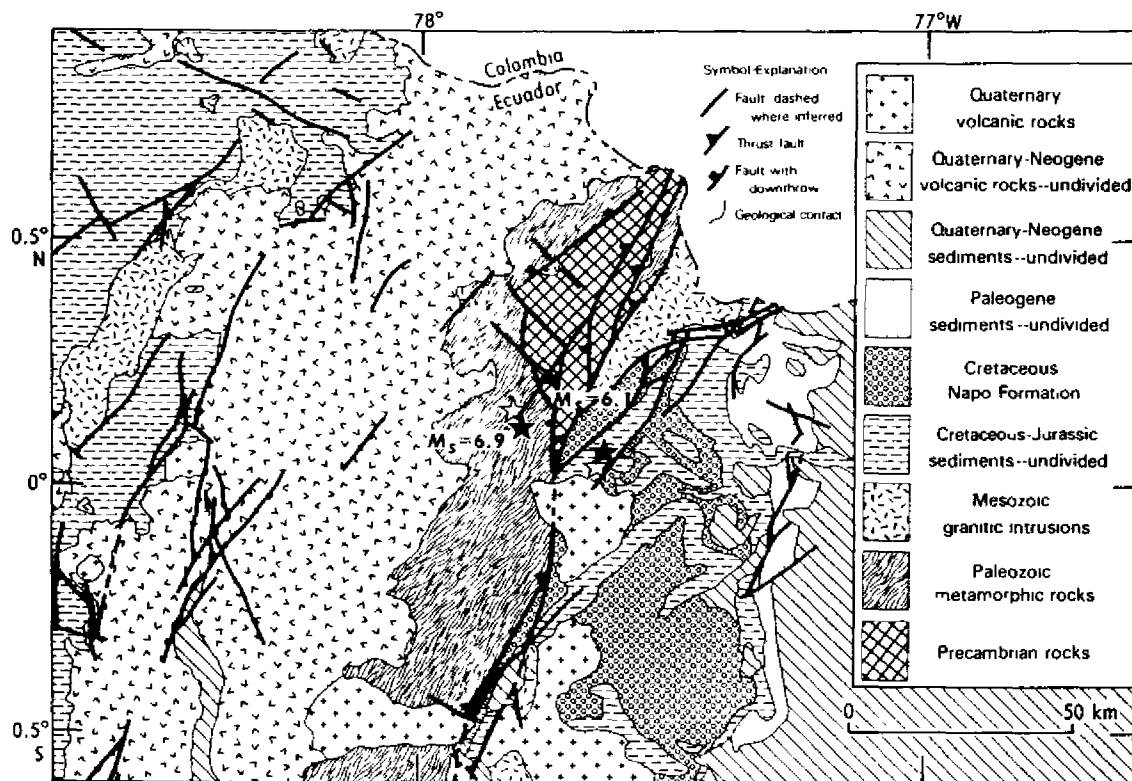 78°
77°W
Colombia
Ecuador
Symbol Explanation
Fault dashed
where inferred
Thrust fault
Fault with
downthrow
Geological contact
0.5°
N
0°
0.5°
S
Ms=6.9
Quaternary
volcanic rocks
Quaternary-Neogene
volcanic rocks--undivided
Quaternary-Neogene
sediments--undivided
Paleogene
sediments--undivided
Cretaceous
Napo Formation
Cretaceous-Jurassic
sediments--undivided
Mesozoic
granitic intrusions
Paleozoic
metamorphic rocks
Precambrian rocks
0
50 km